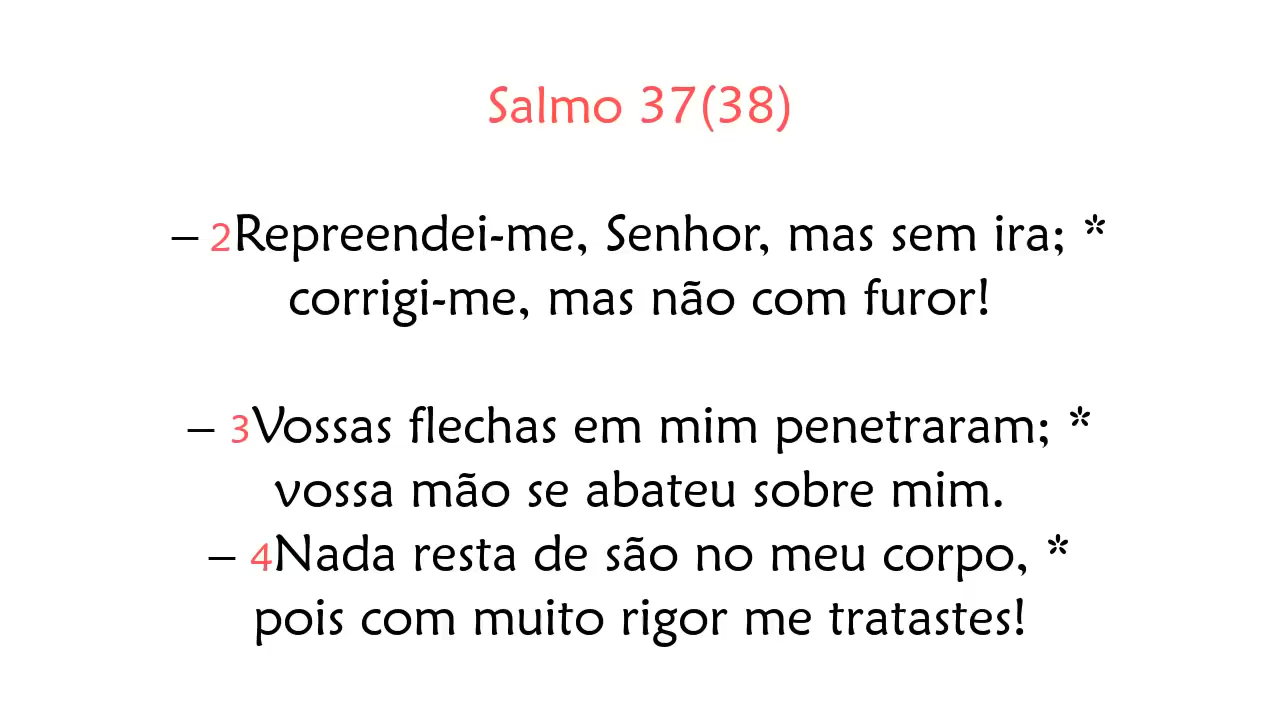 Salmo 37(38)
– 2Repreendei-me, Senhor, mas sem ira; *
corrigi-me, mas não com furor!
– 3Vossas flechas em mim penetraram; *
vossa mão se abateu sobre mim.
– 4Nada resta de são no meu corpo, *
pois com muito rigor me tratastes!